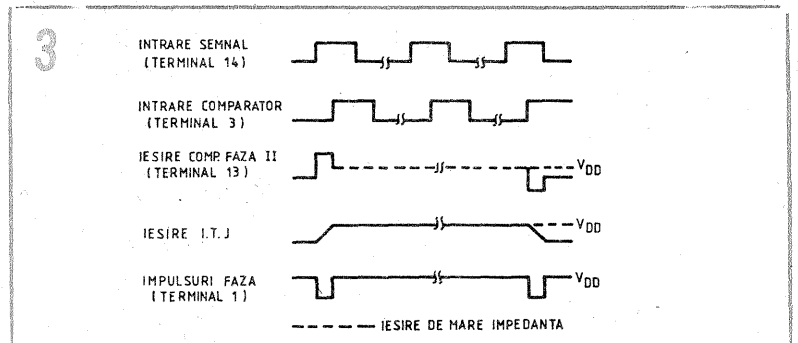 3
INTRARE SEMNAL
(TERMINAL 14)
INTRARE COMPARATOR
(TERMINAL 3)
IESIRE COMP. FAZA II
(TERMINAL 13)
VDD
IESIRE I.T.J
VDD
IMPULSURI FAZA
(TERMINAL 1)
VDD
IESIRE DE MARE IMPEDANTA